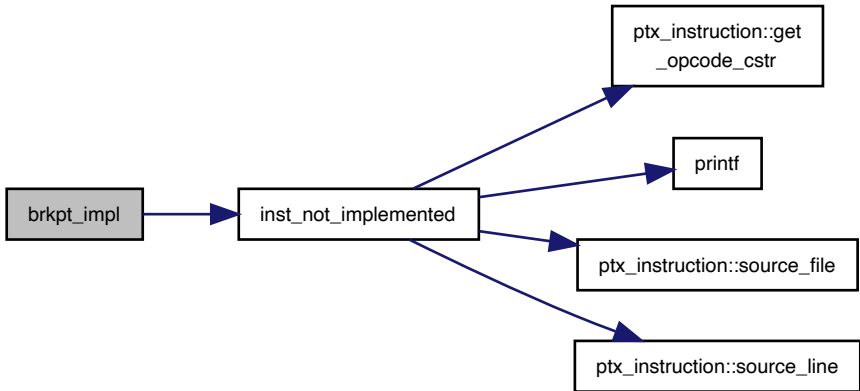 ptx_instruction::get
_opcode_cstr
printf
brkpt_impl
inst_not_implemented
ptx_instruction::source_file
ptx_instruction::source_line